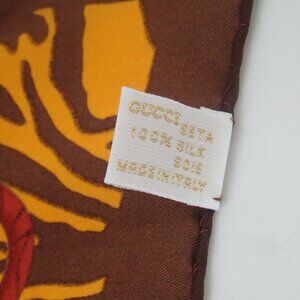 GUCCI
SETA
100% SILK
SOIE
MADE IN ITALY